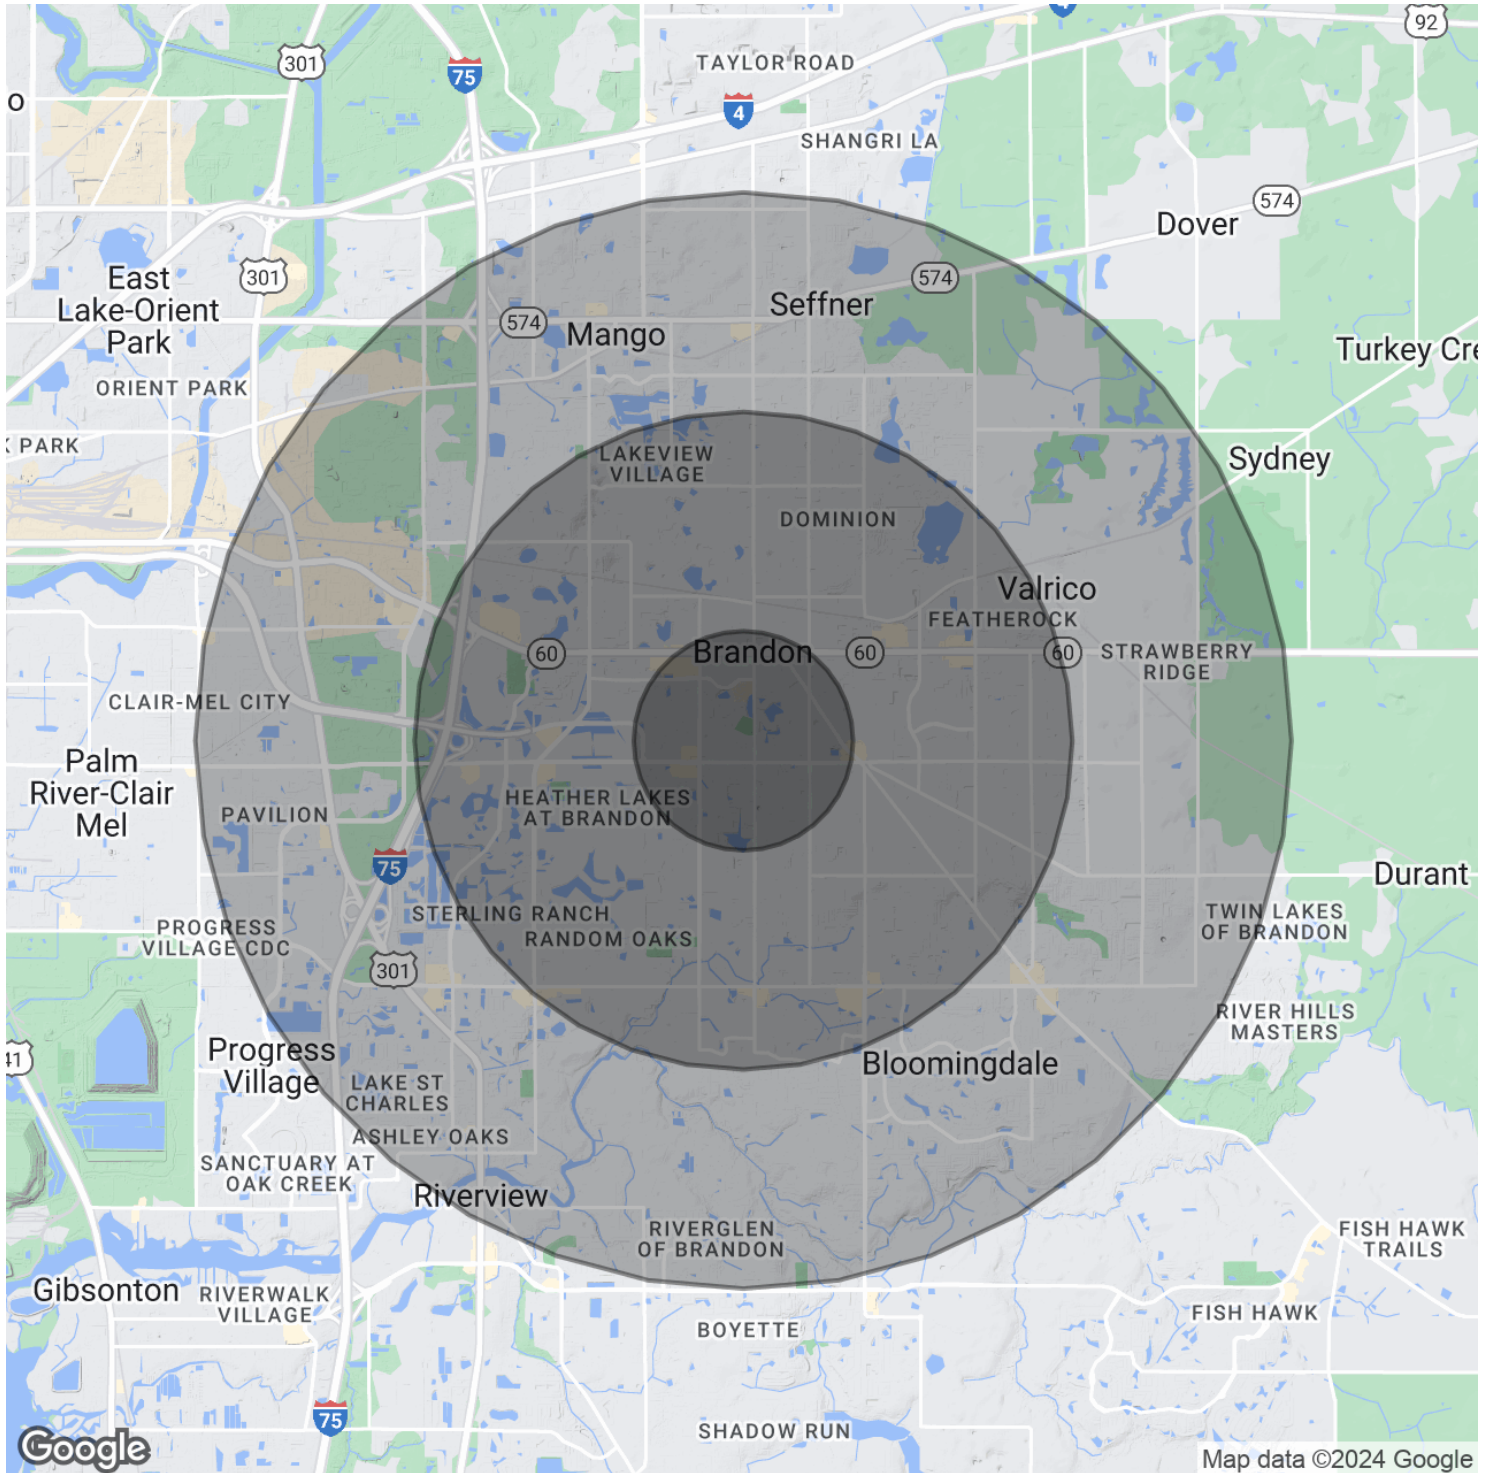 92
301
75
TAYLOR ROAD
4
o
SHANGRI LA
574
Dover
East
Lake-Orient
Park
301
574
Seffner
574
Mango
Turkey Cre
ORIENT PARK
K PARK
LAKEVIEW
VILLAGE
Sydney
DOMINION
Valrico
FEATHEROCK
Brandon
60
60
60
STRAWBERRY
RIDGE
CLAIR-MEL CITY
Palm
River-Clair
Mel
PAVILION
HEATHER LAKES
AT BRANDON
75
Durant
STERLING RANCH
RANDOM OAKS
TWIN LAKES
OF BRANDON
PROGRESS
VILLAGE CDC
301
RIVER HILLS
MASTERS
41
Progress
Village
Bloomingdale
LAKE ST
CHARLES
ASHLEY OAKS
SANCTUARY AT
OAK CREEK
Riverview
RIVERGLEN
OF BRANDON
FISH HAWK
TRAILS
Gibsonton
RIVERWALK
VILLAGE
FISH HAWK
BOYETTE
75
SHADOW RUN
Google
Map data ©2024 Google